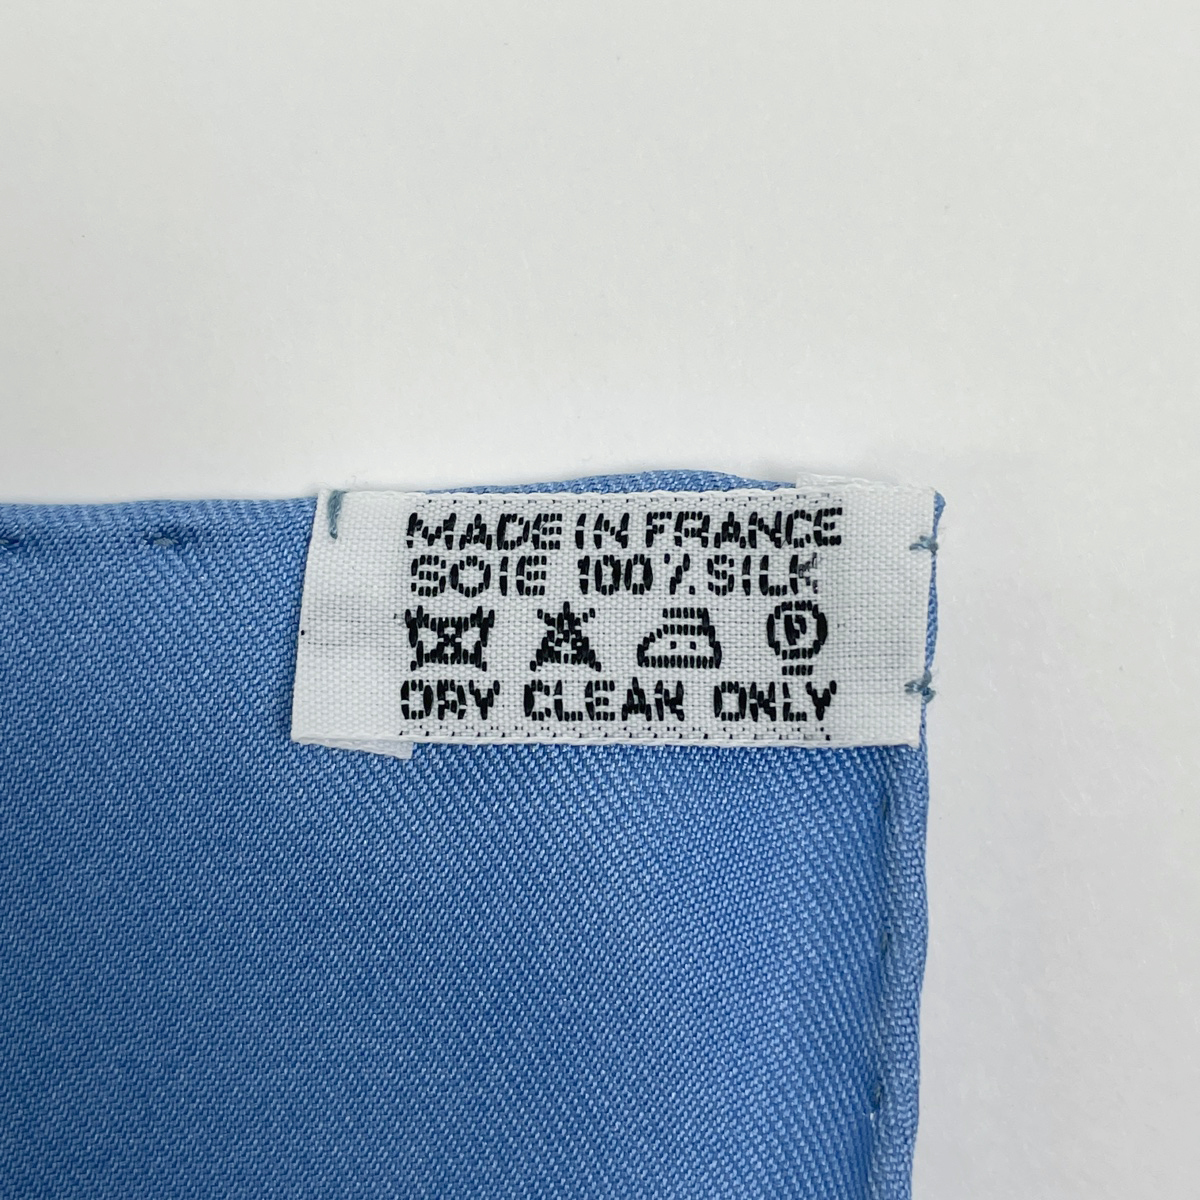 MADE IN FRANCE
SOIE 100% SILK
P
DRY CLEAN ONLY